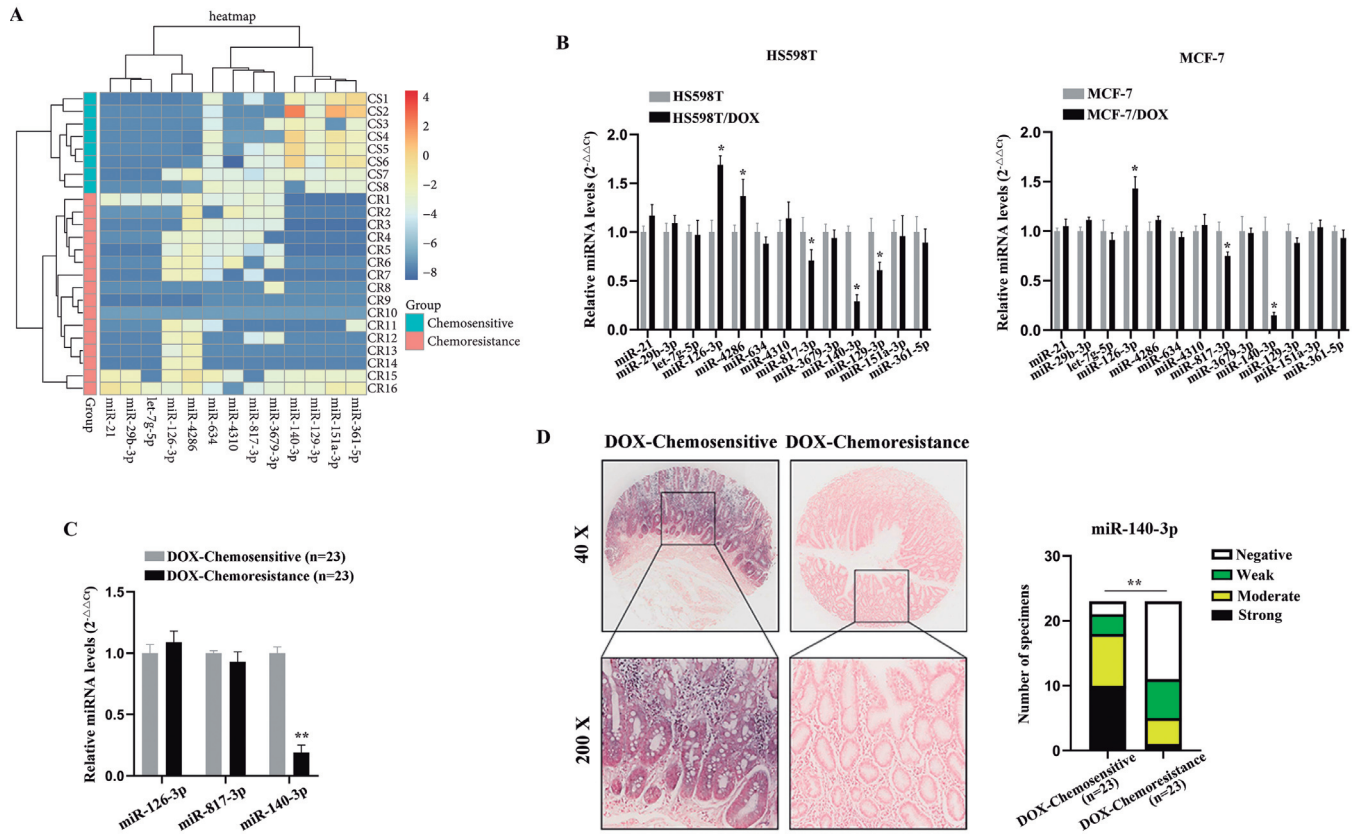 A
heatmap
CS1
CS2
CS3
CS4
CS5
CS6
CS7
CS8
CR1
CR2
CR3
CR4
CR5
CR6
CR7
CR8
CR9
CR10
CR11
CR12
CR13
CR14
CR15
CR16
4
2
0
−2
−4
−6
−8
Group
Chemosensitive
Chemoresistance
Group
miR-21
miR-29b-3p
let-7g-5p
miR-126-3p
miR-4286
miR-634
miR-4310
miR-817-3p
miR-3679-3p
miR-140-3p
miR-129-3p
miR-151a-3p
miR-361-5p
B
HS598T
HS598T
HS598T/DOX
Relative miRNA levels (2-△△Ct)
2.0
1.5
1.0
0.5
0.0
* * * * *
miR-21
miR-29b-3p
let-7g-5p
miR-126-3p
miR-4286
miR-634
miR-4310
miR-817-3p
miR-3679-3p
miR-140-3p
miR-129-3p
miR-151a-3p
miR-361-5p
MCF-7
MCF-7
MCF-7/DOX
Relative miRNA levels (2-△△Ct)
2.0
1.5
1.0
0.5
0.0
* * *
miR-21
miR-29b-3p
let-7g-5p
miR-126-3p
miR-4286
miR-634
miR-4310
miR-817-3p
miR-3679-3p
miR-140-3p
miR-129-3p
miR-151a-3p
miR-361-5p
C
DOX-Chemosensitive (n=23)
DOX-Chemoresistance (n=23)
Relative miRNA levels (2-△△Ct)
1.5
1.0
0.5
0.0
**
miR-126-3p
miR-817-3p
miR-140-3p
D
DOX-Chemosensitive DOX-Chemoresistance
40 X
200 X
miR-140-3p
Number of specimens
30
20
10
0
**
Negative
Weak
Moderate
Strong
DOX-Chemosensitive
(n=23)
DOX-Chemoresistance
(n=23)